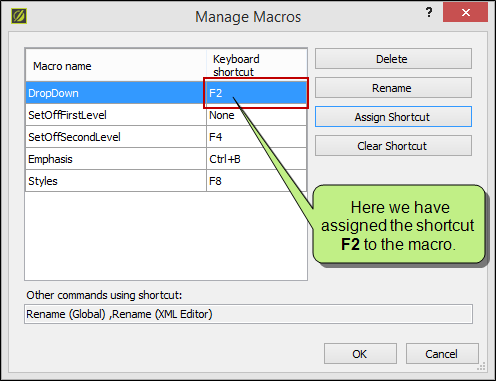 Manage Macros
? ×
Macro name
Keyboard
shortcut
DropDown F2
SetOffFirstLevel None
SetOffSecondLevel F4
Emphasis Ctrl+B
Styles F8
Delete
Rename
Assign Shortcut
Clear Shortcut
Here we have
assigned the shortcut
F2 to the macro.
Other commands using shortcut:
Rename (Global) ,Rename (XML Editor)
OK Cancel